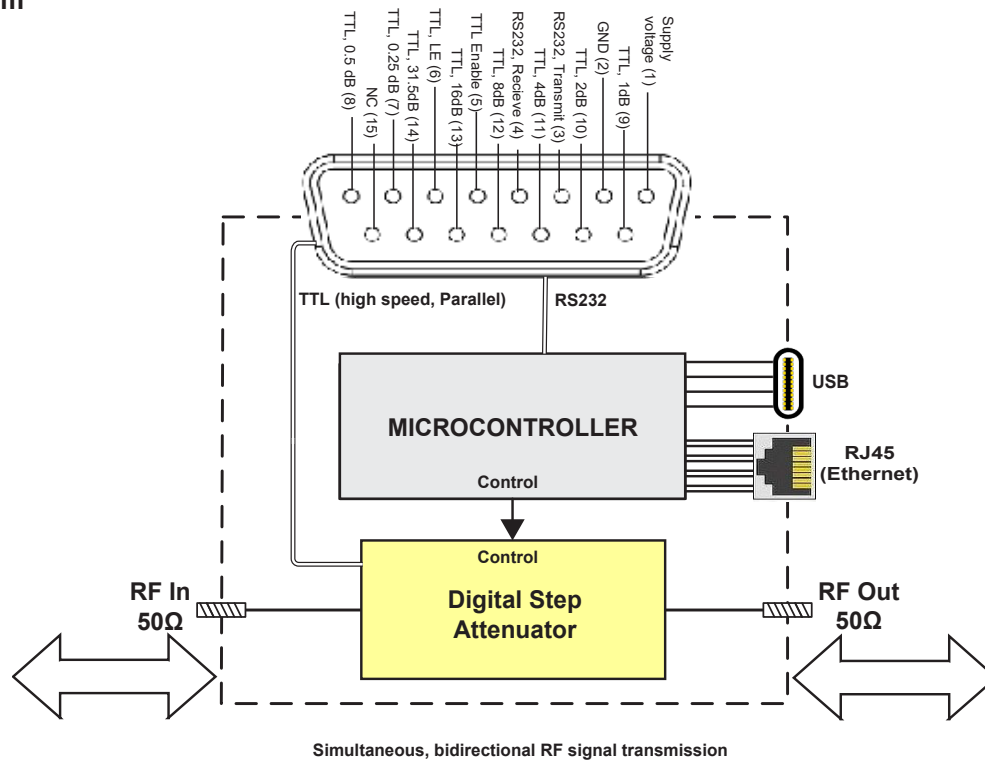 m
TTL, 0.5 dB (8)
NC (15)
TTL, 0.25 dB (7)
TTL, 31.5dB (14)
TTL, LE (6)
TTL, 16dB (13)
TTL Enable (5)
TTL, 8dB (12)
RS232, Recieve (4)
TTL, 4dB (11)
RS232, Transmit (3)
TTL, 2dB (10)
GND (2)
TTL, 1dB (9)
Supply
voltage (1)
TTL (high speed, Parallel)
RS232
MICROCONTROLLER
Control
USB
RJ45
(Ethernet)
Control
Digital Step
Attenuator
RF In
50Ω
RF Out
50Ω
Simultaneous, bidirectional RF signal transmission